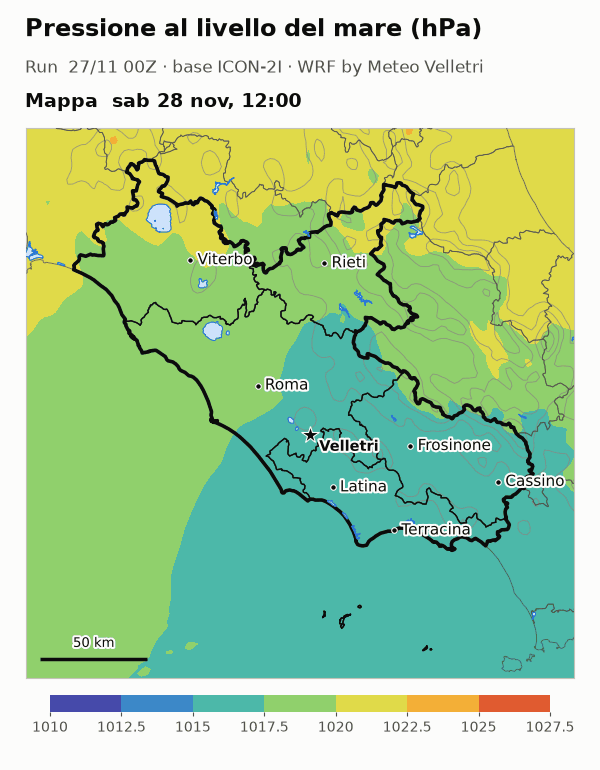 Pressione al livello del mare (hPa)
Run  27/11 00Z · base ICON-2I · WRF by Meteo Velletri
Mappa  sab 28 nov, 12:00
Viterbo
Rieti
Roma
Velletri
Frosinone
Cassino
Latina
Terracina
50 km
1010 1012.5 1015 1017.5 1020 1022.5 1025 1027.5